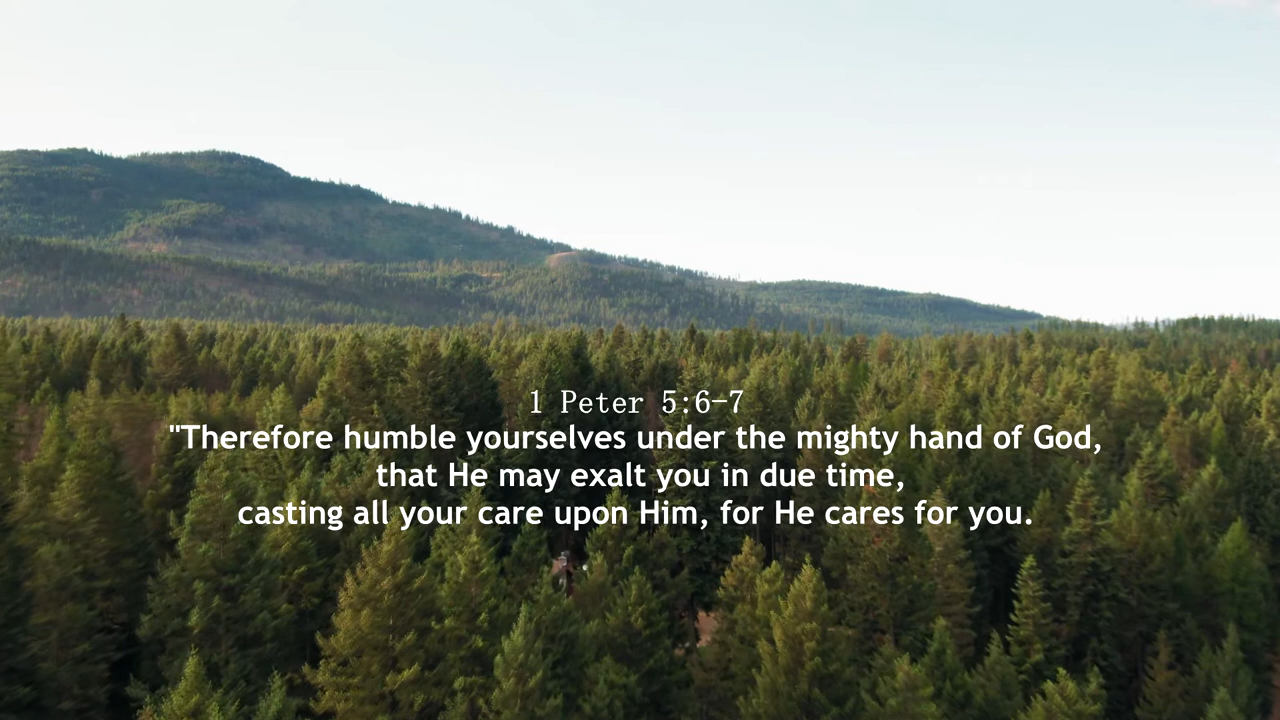 1 Peter 5:6-7
"Therefore humble yourselves under the mighty hand of God,
that He may exalt you in due time,
casting all your care upon Him, for He cares for you.